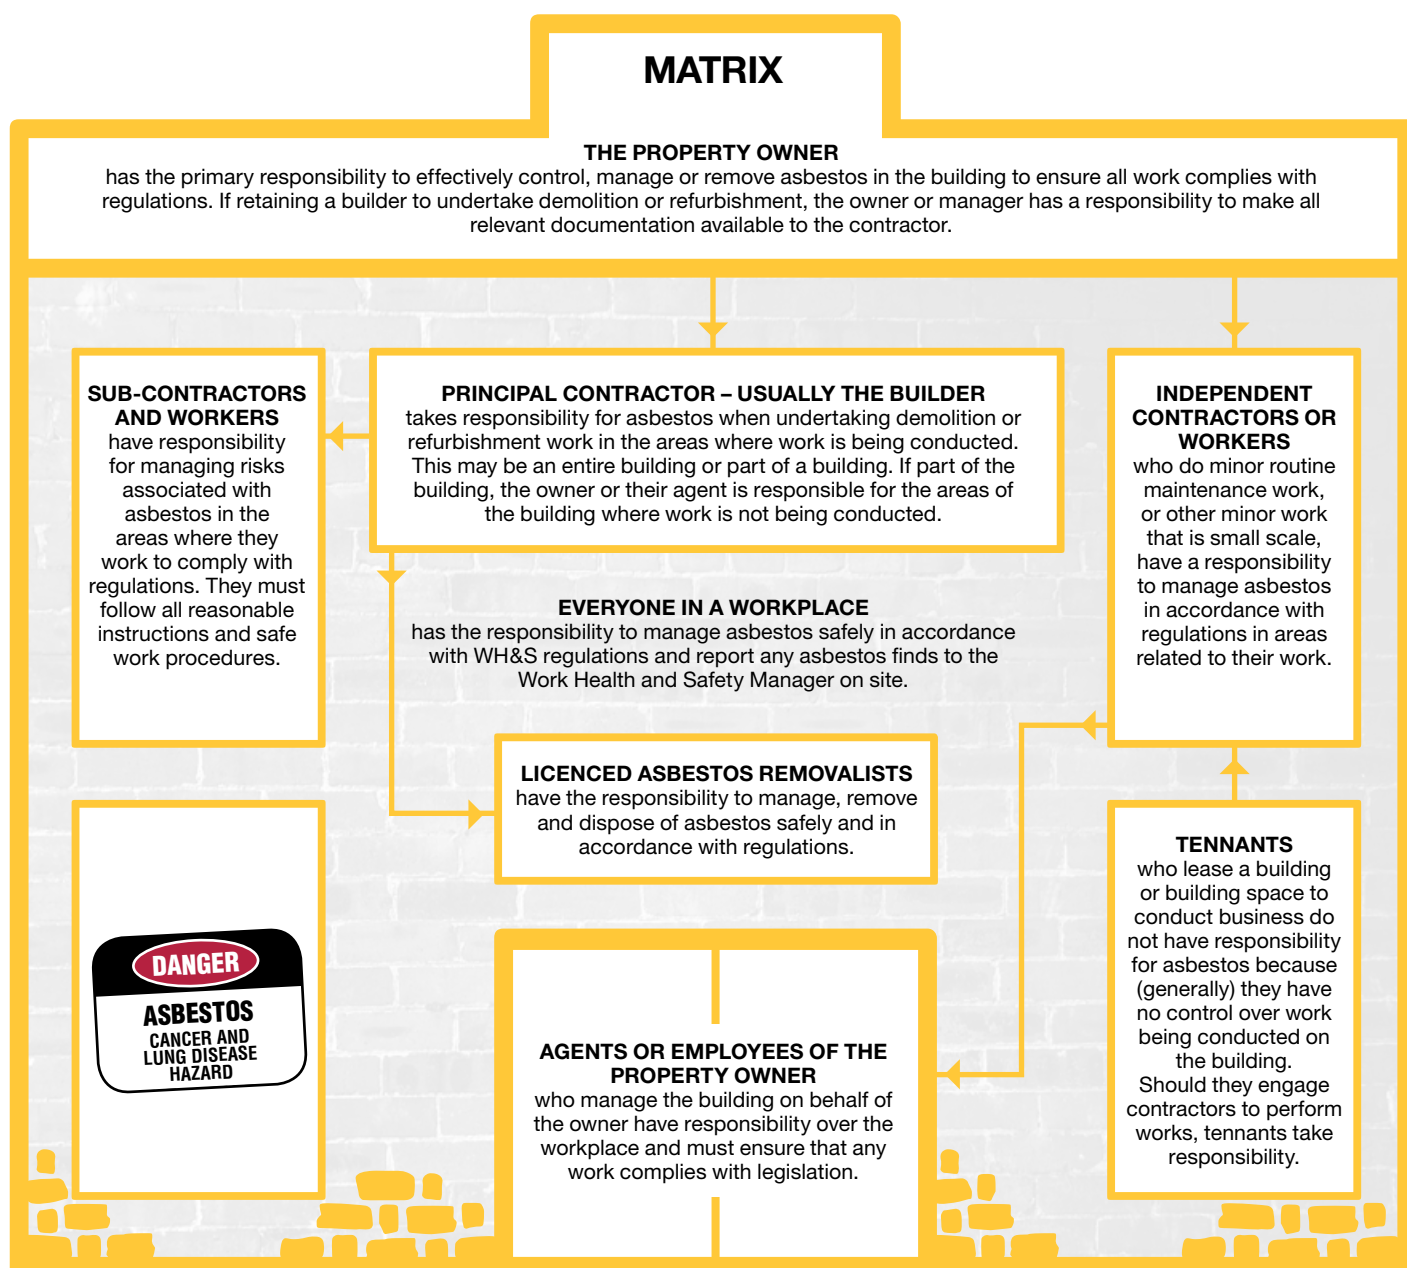 MATRIX
THE PROPERTY OWNER
has the primary responsibility to effectively control, manage or remove asbestos in the building to ensure all work complies with
regulations. If retaining a builder to undertake demolition or refurbishment, the owner or manager has a responsibility to make all
relevant documentation available to the contractor.
SUB-CONTRACTORS
AND WORKERS
have responsibility
for managing risks
associated with
asbestos in the
areas where they
work to comply with
regulations. They must
follow all reasonable
instructions and safe
work procedures.
PRINCIPAL CONTRACTOR – USUALLY THE BUILDER
takes responsibility for asbestos when undertaking demolition or
refurbishment work in the areas where work is being conducted.
This may be an entire building or part of a building. If part of the
building, the owner or their agent is responsible for the areas of
the building where work is not being conducted.
INDEPENDENT
CONTRACTORS OR
WORKERS
who do minor routine
maintenance work,
or other minor work
that is small scale,
have a responsibility
to manage asbestos
in accordance with
regulations in areas
related to their work.
EVERYONE IN A WORKPLACE
has the responsibility to manage asbestos safely in accordance
with WH&S regulations and report any asbestos finds to the
Work Health and Safety Manager on site.
LICENCED ASBESTOS REMOVALISTS
have the responsibility to manage, remove
and dispose of asbestos safely and in
accordance with regulations.
DANGER
ASBESTOS
CANCER AND
LUNG DISEASE
HAZARD
AGENTS OR EMPLOYEES OF THE
PROPERTY OWNER
who manage the building on behalf of
the owner have responsibility over the
workplace and must ensure that any
work complies with legislation.
TENNANTS
who lease a building
or building space to
conduct business do
not have responsibility
for asbestos because
(generally) they have
no control over work
being conducted on
the building.
Should they engage
contractors to perform
works, tennants take
responsibility.